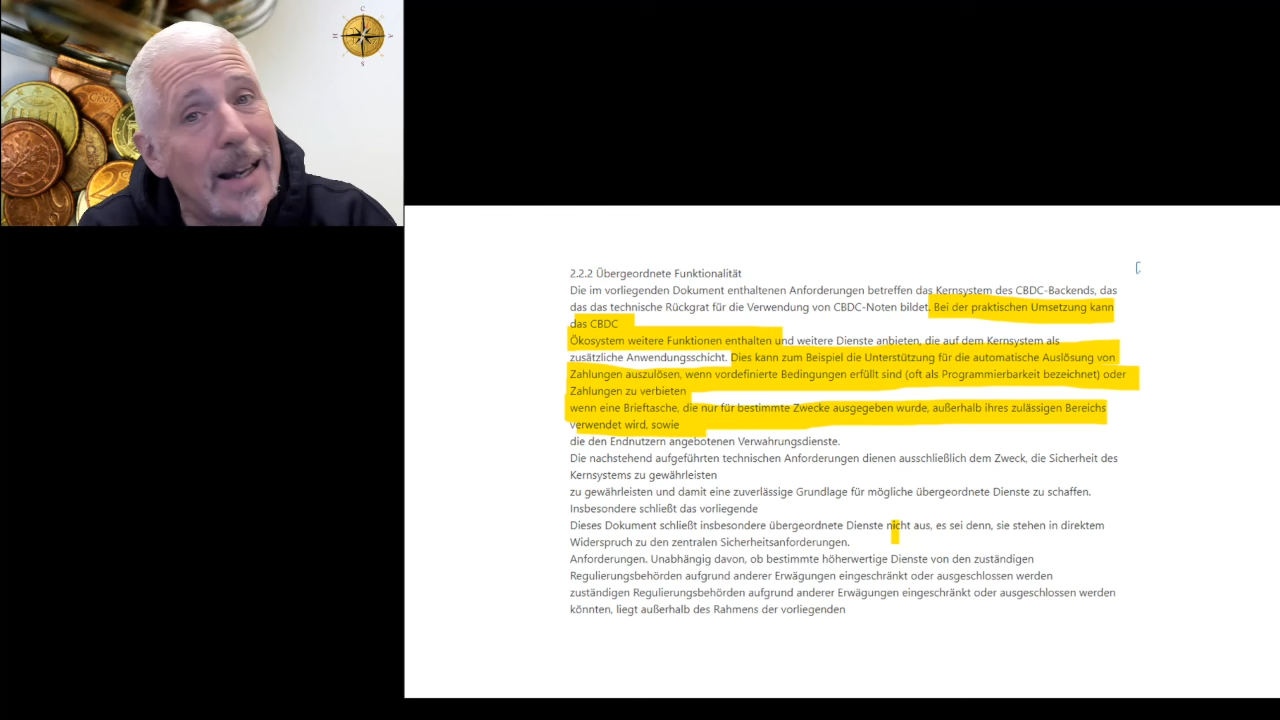 C
H
A
S
2.2.2 Übergeordnete Funktionalität
Die im vorliegenden Dokument enthaltenen Anforderungen betreffen das Kernsystem des CBDC-Backends, das
das das technische Rückgrat für die Verwendung von CBDC-Noten bildet. Bei der praktischen Umsetzung kann
das CBDC
Ökosystem weitere Funktionen enthalten und weitere Dienste anbieten, die auf dem Kernsystem als
zusätzliche Anwendungsschicht. Dies kann zum Beispiel die Unterstützung für die automatische Auslösung von
Zahlungen auszulösen, wenn vordefinierte Bedingungen erfüllt sind (oft als Programmierbarkeit bezeichnet) oder
Zahlungen zu verbieten
wenn eine Brieftasche, die nur für bestimmte Zwecke ausgegeben wurde, außerhalb ihres zulässigen Bereichs
verwendet wird, sowie
die den Endnutzern angebotenen Verwahrungsdienste.
Die nachstehend aufgeführten technischen Anforderungen dienen ausschließlich dem Zweck, die Sicherheit des
Kernsystems zu gewährleisten
zu gewährleisten und damit eine zuverlässige Grundlage für mögliche übergeordnete Dienste zu schaffen.
Insbesondere schließt das vorliegende
Dieses Dokument schließt insbesondere übergeordnete Dienste nicht aus, es sei denn, sie stehen in direktem
Widerspruch zu den zentralen Sicherheitsanforderungen.
Anforderungen. Unabhängig davon, ob bestimmte höherwertige Dienste von den zuständigen
Regulierungsbehörden aufgrund anderer Erwägungen eingeschränkt oder ausgeschlossen werden
zuständigen Regulierungsbehörden aufgrund anderer Erwägungen eingeschränkt oder ausgeschlossen werden
könnten, liegt außerhalb des Rahmens der vorliegenden